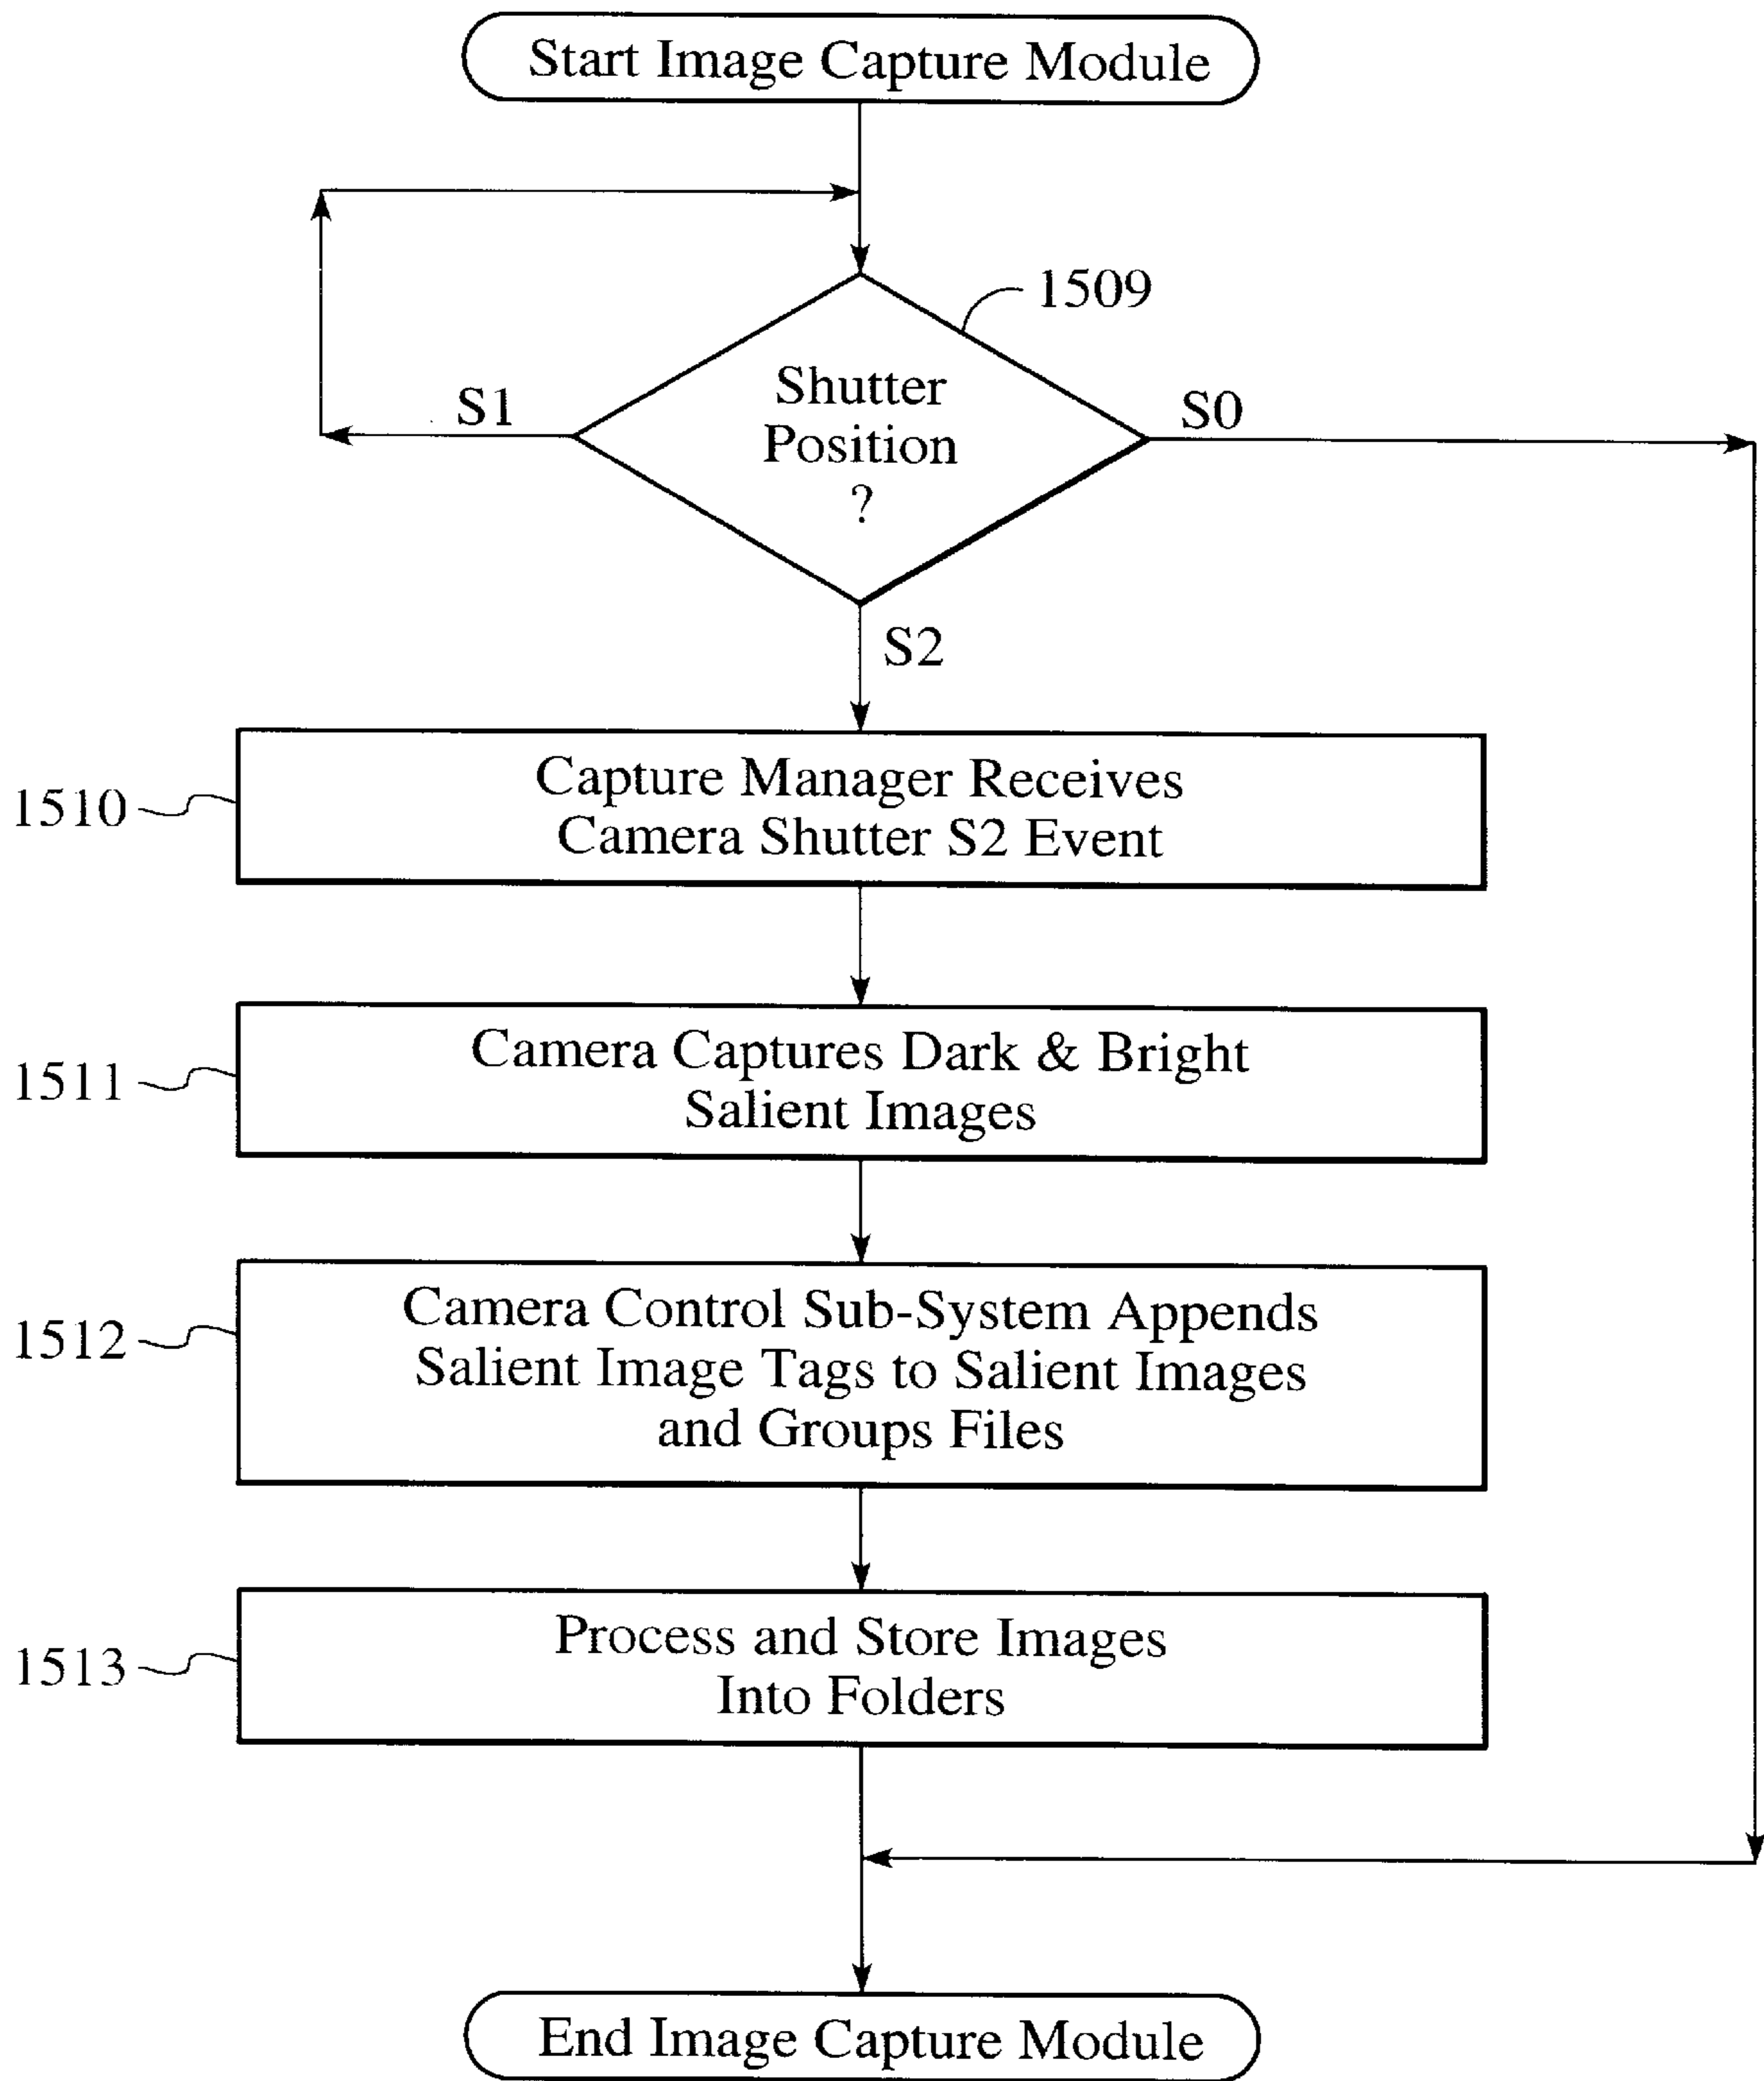 Start Image Capture Module
1509
Shutter
Position
?
S1
S0
S2
1510
Capture Manager Receives
Camera Shutter S2 Event
1511
Camera Captures Dark & Bright
Salient Images
1512
Camera Control Sub-System Appends
Salient Image Tags to Salient Images
and Groups Files
1513
Process and Store Images
Into Folders
End Image Capture Module